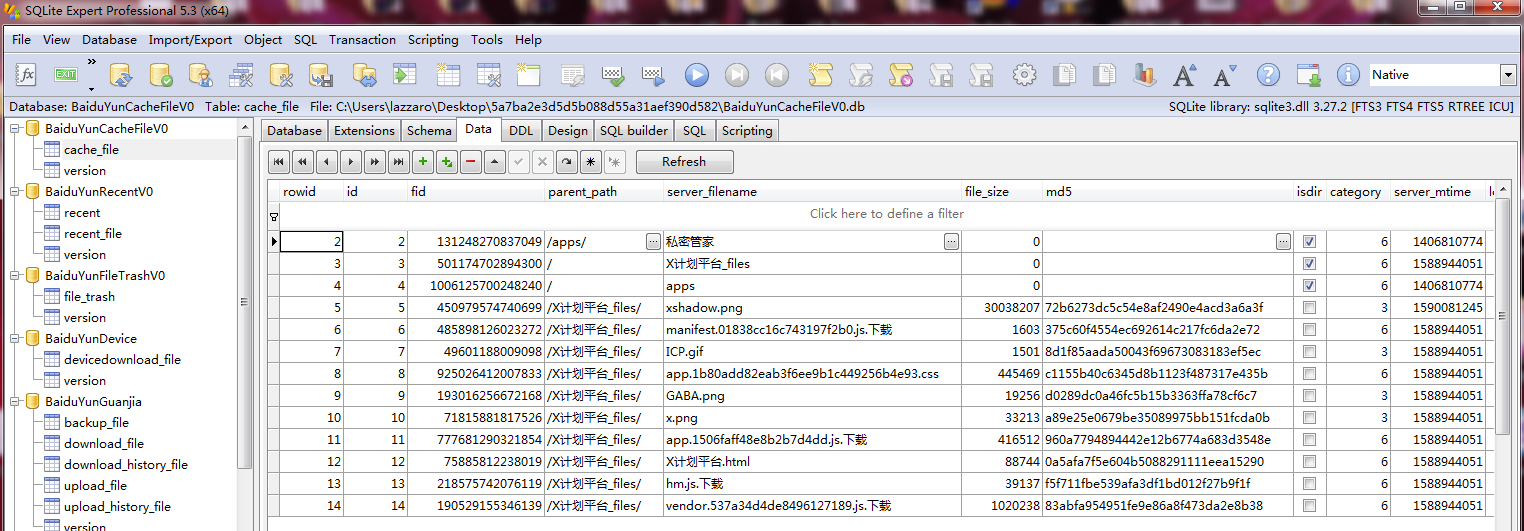 SQLite Expert Professional 5.3 (x64)
File View Database Import/Export Object SQL Transaction Scripting Tools Help
EXIT Native
Database: BaiduYunCacheFileV0 Table: cache_file File: C:\Users\lazzaro\Desktop\5a7ba2e3d5d5b088d55a31aef390d582\BaiduYunCacheFileV0.db SQLite library: sqlite3.dll 3.27.2 [FTS3 FTS4 FTS5 RTREE ICU]
BaiduYunCacheFileV0
cache_file
version
BaiduYunRecentV0
recent
recent_file
version
BaiduYunFileTrashV0
file_trash
version
BaiduYunDevice
devicedownload_file
version
BaiduYunGuanjia
backup_file
download_file
download_history_file
upload_file
upload_history_file
version
Database Extensions Schema Data DDL Design SQL builder SQL Scripting
Refresh
rowid id fid parent_path server_filename file_size md5 isdir category server_mtime
Click here to define a filter
2 2 131248270837049 /apps/ 私密管家 0 6 1406810774
3 3 501174702894300 / X计划平台_files 0 6 1588944051
4 4 1006125700248240 / apps 0 6 1406810774
5 5 450979574740699 /X计划平台_files/ xshadow.png 30038207 72b6273dc5c54e8af2490e4acd3a6a3f 3 1590081245
6 6 485898126023272 /X计划平台_files/ manifest.01838cc16c743197f2b0.js.下载 1603 375c60f4554ec692614c217fc6da2e72 6 1588944051
7 7 49601188009098 /X计划平台_files/ ICP.gif 1501 8d1f85aada50043f69673083183ef5ec 3 1588944051
8 8 925026412007833 /X计划平台_files/ app.1b80add82eab3f6ee9b1c449256b4e93.css 445469 c1155b40c6345d8b1123f487317e435b 6 1588944051
9 9 193016256672168 /X计划平台_files/ GABA.png 19256 d0289dc0a46fc5b15b3363ffa78cf6c7 3 1588944051
10 10 71815881817526 /X计划平台_files/ x.png 33213 a89e25e0679be35089975bb151fcda0b 3 1588944051
11 11 777681290321854 /X计划平台_files/ app.1506faff48e8b2b7d4dd.js.下载 416512 960a7794894442e12b6774a683d3548e 6 1588944051
12 12 75885812238019 /X计划平台_files/ X计划平台.html 88744 0a5afa7f5e604b5088291111eea15290 6 1588944051
13 13 218575742076119 /X计划平台_files/ hm.js.下载 39137 f5f711fbe539afa3df1bd012f27b9f1f 6 1588944051
14 14 190529155346139 /X计划平台_files/ vendor.537a34d4de8496127189.js.下载 1020238 83abfa954951fe9e86a8f473da2e8b38 6 1588944051